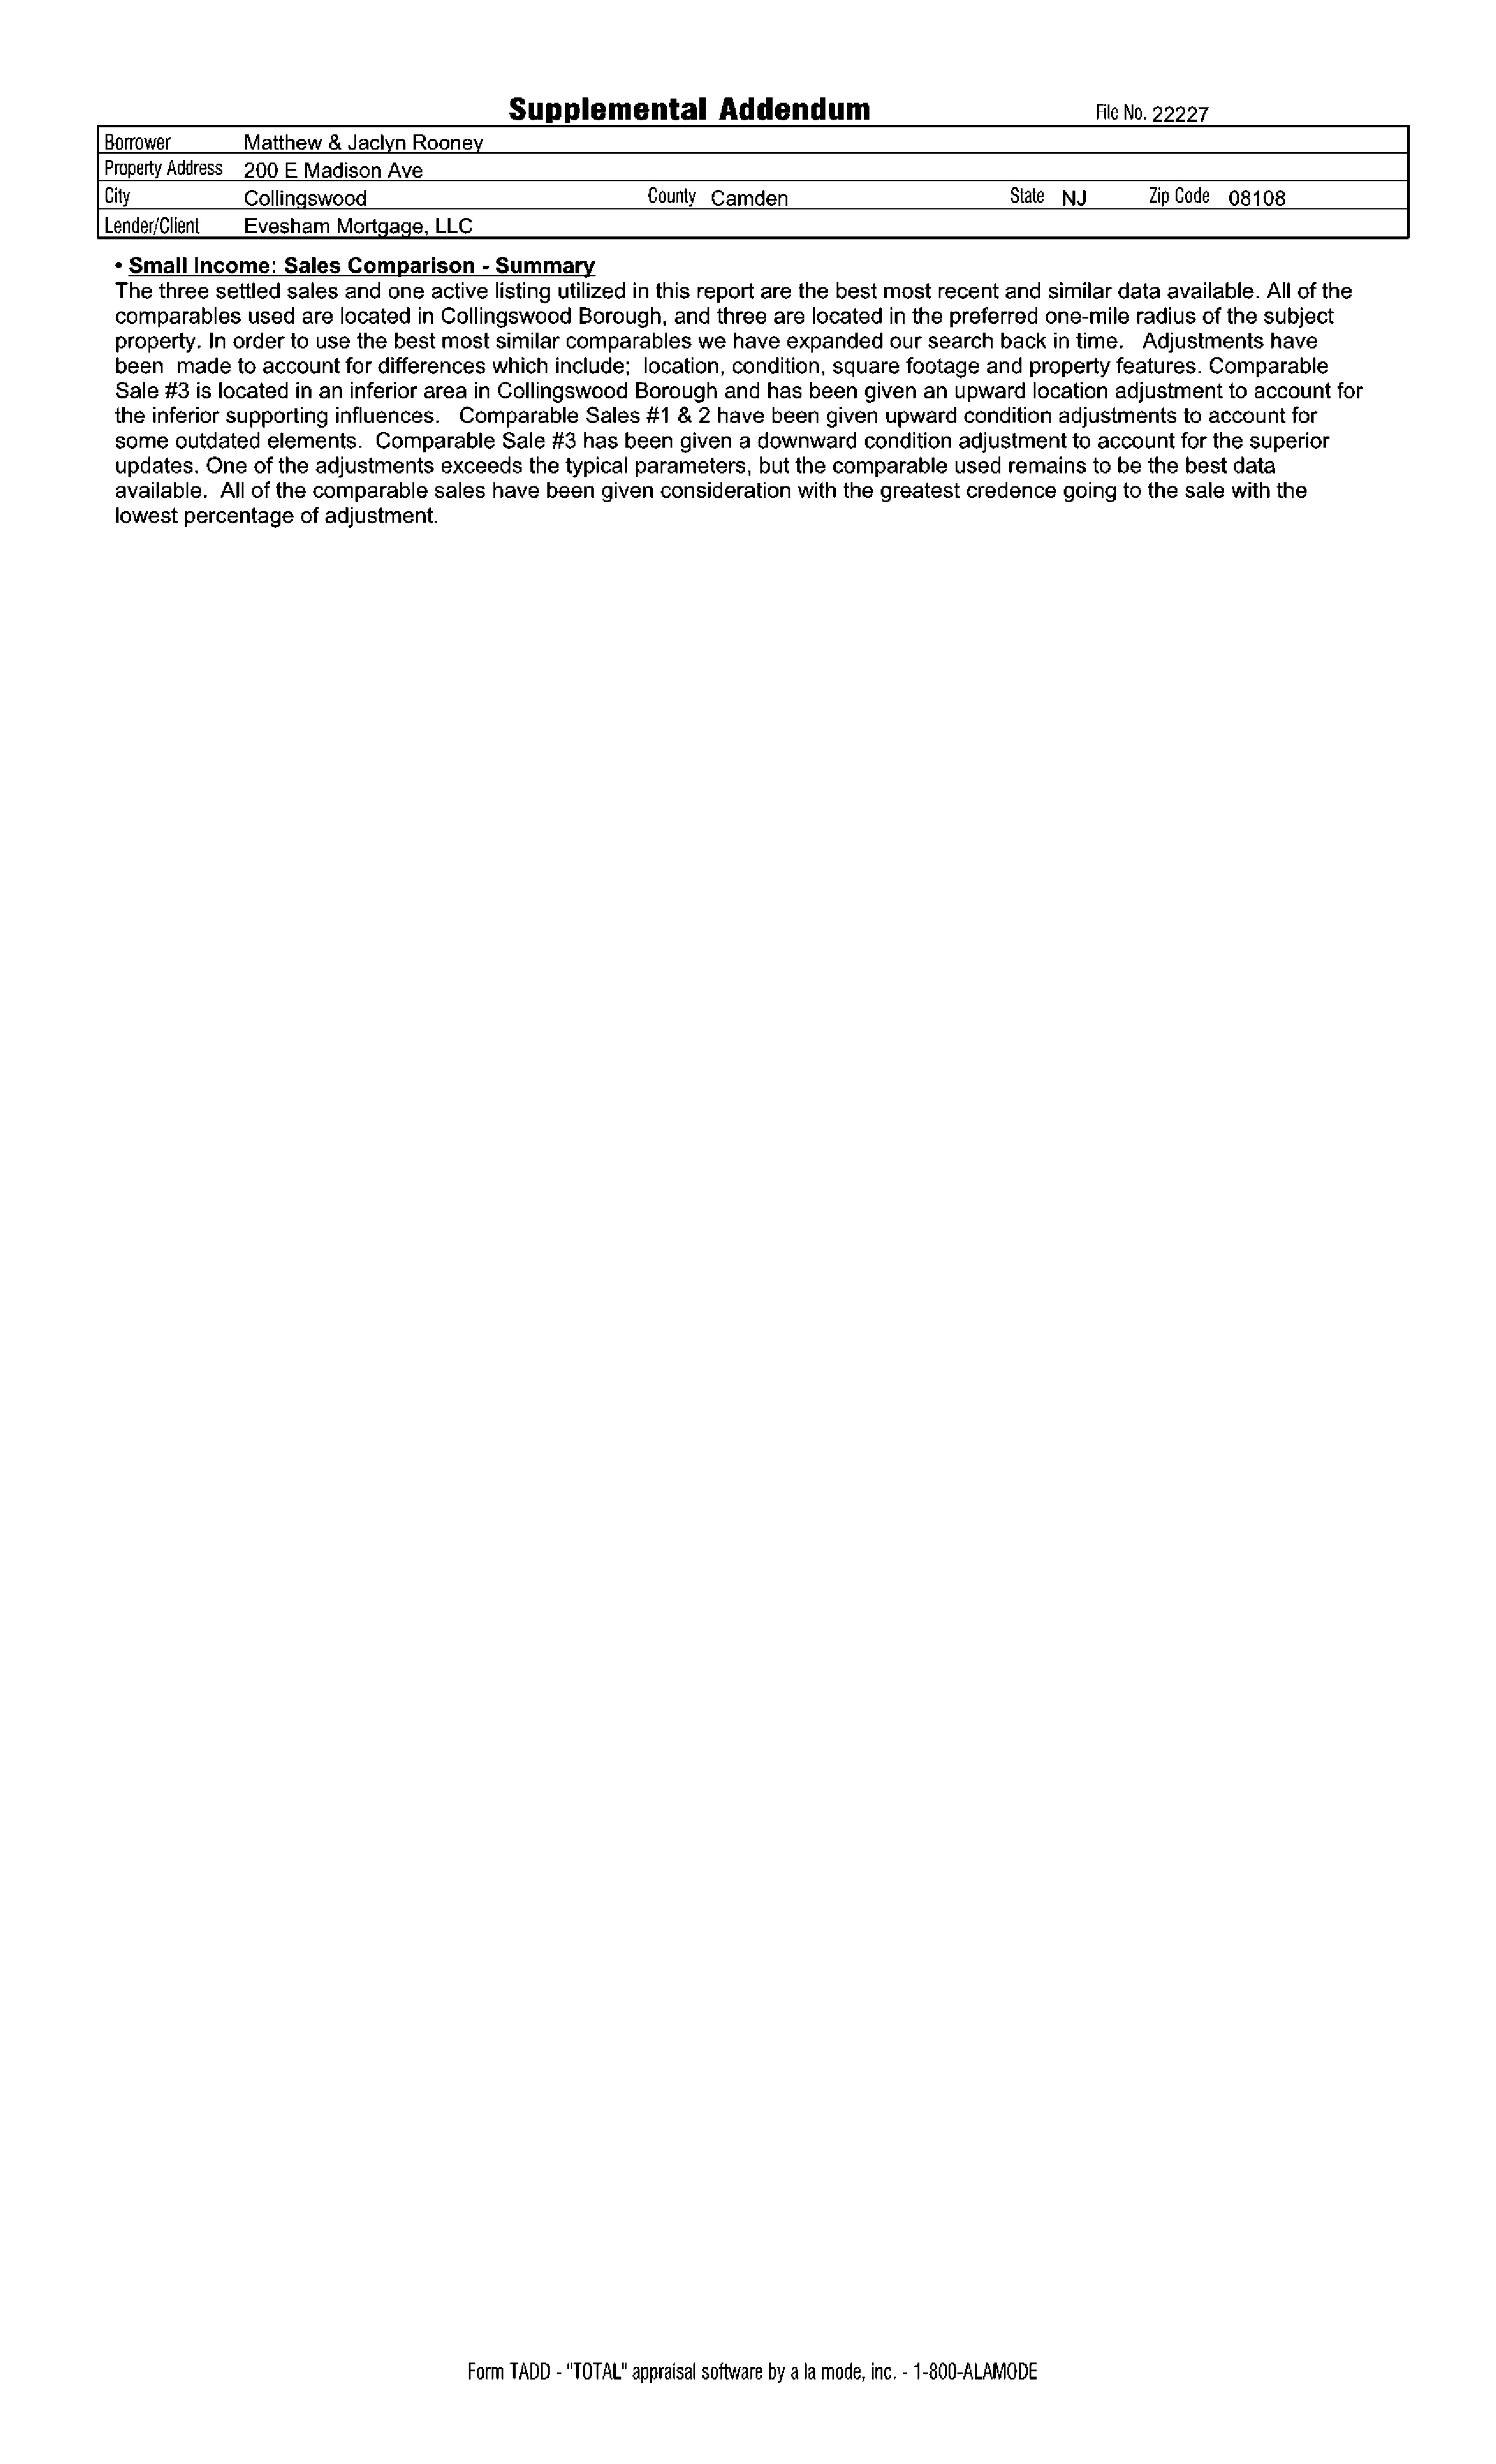 Supplemental Addendum File No. 22227
Borrower Matthew & Jaclyn Rooney
Property Address 200 E Madison Ave
City Collingswood County Camden State NJ Zip Code 08108
Lender/Client Evesham Mortgage, LLC
• Small Income: Sales Comparison - Summary
The three settled sales and one active listing utilized in this report are the best most recent and similar data available. All of the
comparables used are located in Collingswood Borough, and three are located in the preferred one-mile radius of the subject
property. In order to use the best most similar comparables we have expanded our search back in time. Adjustments have
been made to account for differences which include; location, condition, square footage and property features. Comparable
Sale #3 is located in an inferior area in Collingswood Borough and has been given an upward location adjustment to account for
the inferior supporting influences. Comparable Sales #1 & 2 have been given upward condition adjustments to account for
some outdated elements. Comparable Sale #3 has been given a downward condition adjustment to account for the superior
updates. One of the adjustments exceeds the typical parameters, but the comparable used remains to be the best data
available. All of the comparable sales have been given consideration with the greatest credence going to the sale with the
lowest percentage of adjustment.
Form TADD - "TOTAL" appraisal software by a la mode, inc. - 1-800-ALAMODE